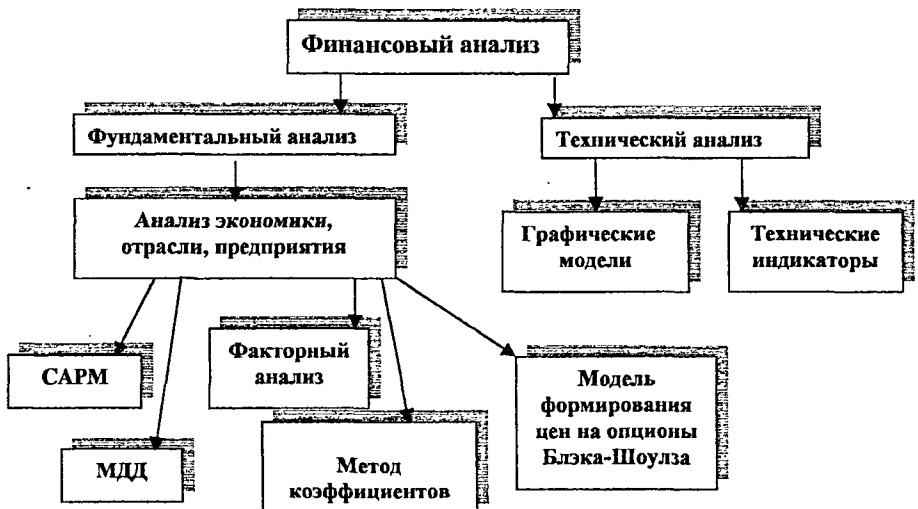 Финансовый анализ
Фундаментальный анализ
Технический анализ
Анализ экономики,
отрасли, предприятия
Графические
модели
Технические
индикаторы
САРМ
Факторный
анализ
Модель
формирования
цен на опционы
Блэка-Шоулза
МДД
Метод
коэффициентов